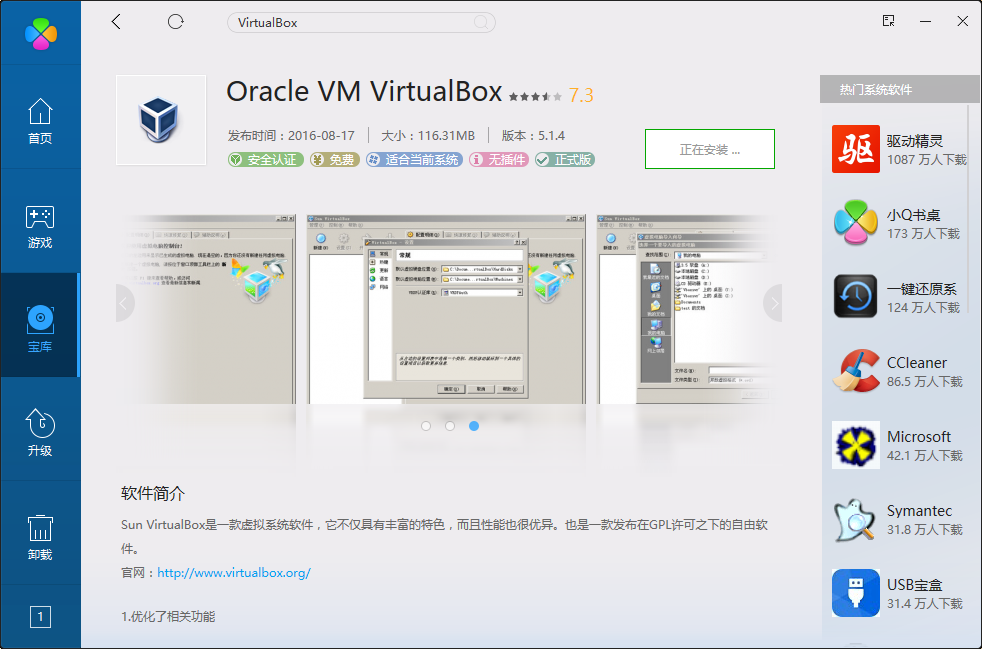 VirtualBox
首页
游戏
宝库
升级
卸载
1
Oracle VM VirtualBox 7.3
发布时间：2016-08-17 大小：116.31MB 版本：5.1.4
安全认证 免费 适合当前系统 无插件 正式版
正在安装 ...
软件简介
Sun VirtualBox是一款虚拟系统软件，它不仅具有丰富的特色，而且性能也很优异。也是一款发布在GPL许可之下的自由软
件。
官网：http://www.virtualbox.org/
1.优化了相关功能
热门系统软件
驱
驱动精灵
1087 万人下载
小Q书桌
173 万人下载
一键还原系
124 万人下载
CCleaner
86.5 万人下载
Microsoft
42.1 万人下载
Symantec
31.8 万人下载
USB宝盒
31.4 万人下载